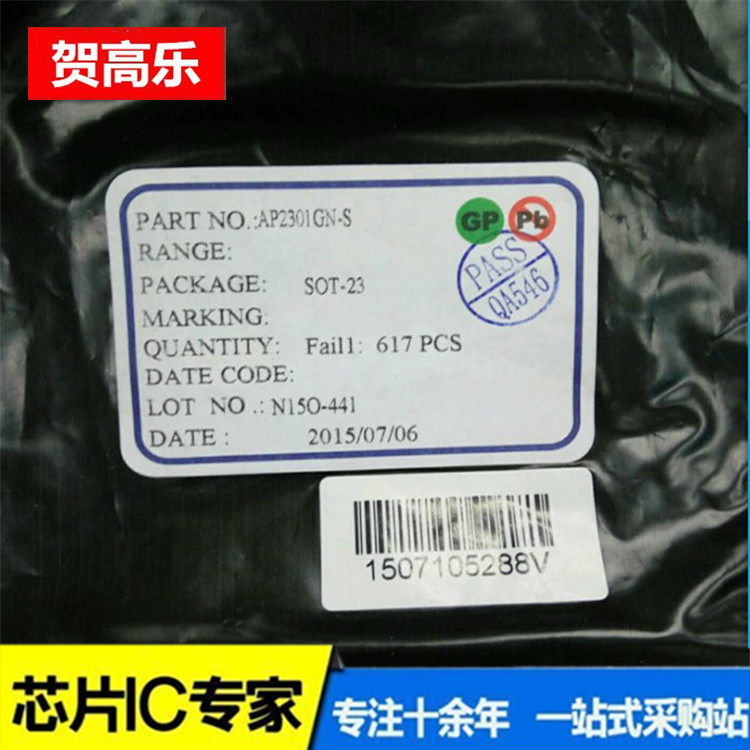 贺高乐
PART NO.:AP2301GN-S
GP Pb
RANGE:
PACKAGE: SOT-23
PASS
QA546
MARKING:
QUANTITY: Fail1: 617 PCS
DATE CODE:
LOT NO.: N15O-441
DATE: 2015/07/06
1507105288V
芯片IC专家
专注十余年 一站式采购站